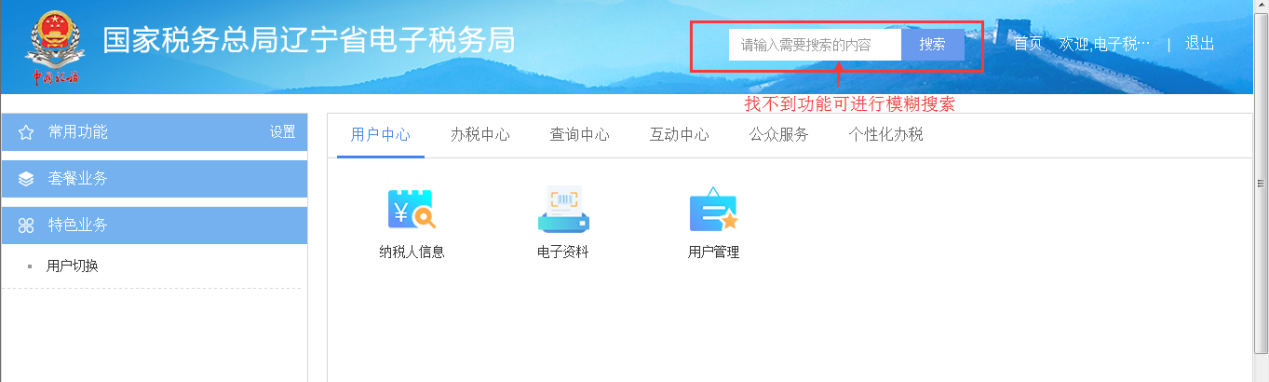 国家税务总局辽宁省电子税务局
中国税务
请输入需要搜索的内容 搜索
首页 欢迎,电子税… | 退出
找不到功能可进行模糊搜索
常用功能 设置
套餐业务
特色业务
用户切换
用户中心 办税中心 查询中心 互动中心 公众服务 个性化办税
纳税人信息 电子资料 用户管理